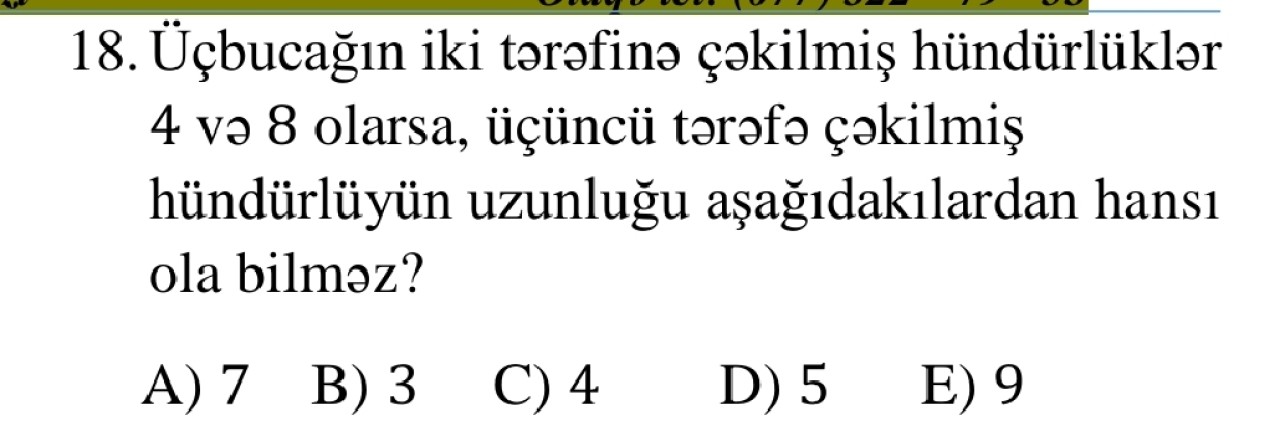 18. Üçbucağın iki tərəfinə çəkilmiş hündürlüklər
4 və 8 olarsa, üçüncü tərəfə çəkilmiş
hündürlüyün uzunluğu aşağıdakılardan hansı
ola bilməz?
A) 7 B) 3 C) 4 D) 5 E) 9